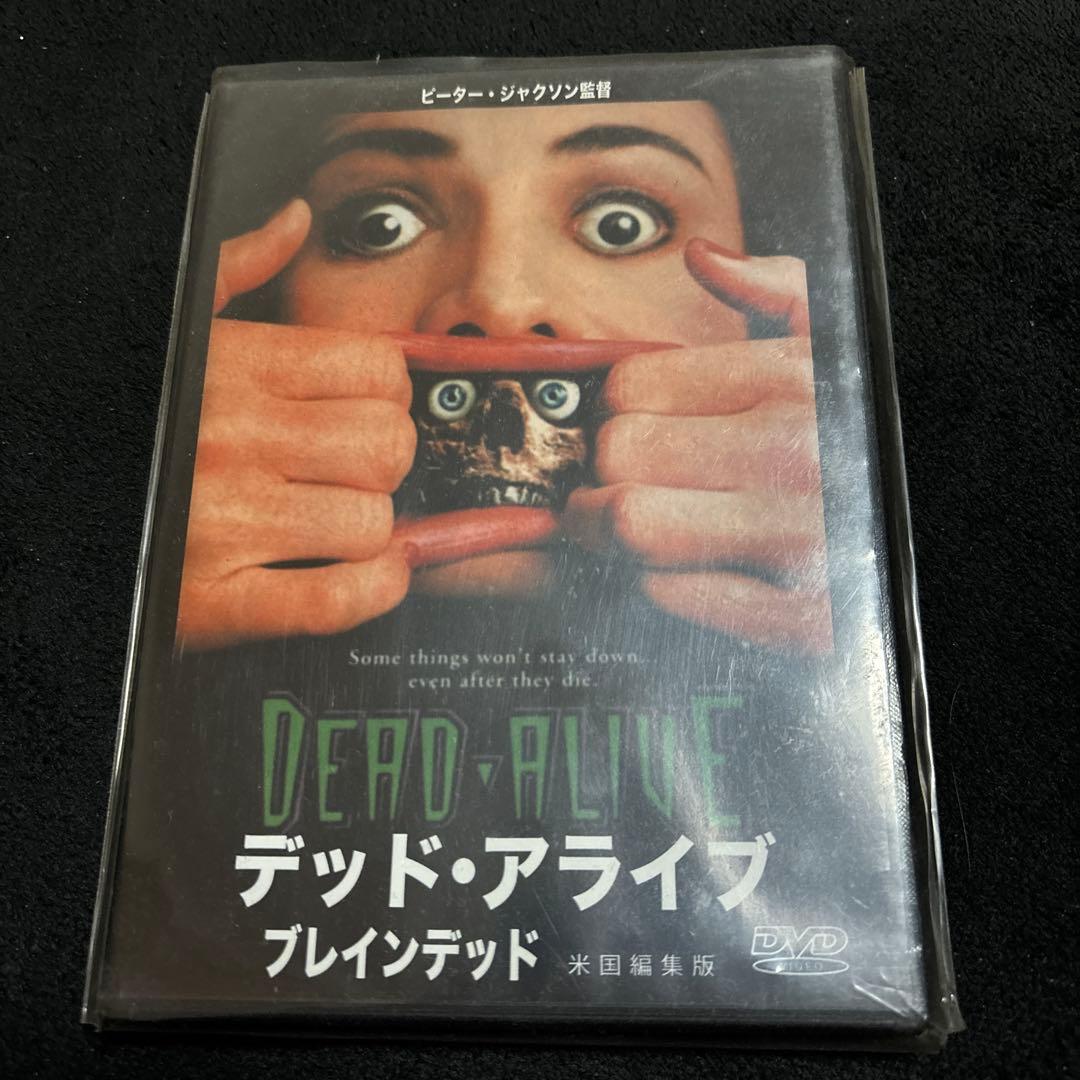 ピーター・ジャクソン監督
Some things won't stay down...
even after they die.
DEAD ▼ ALIVE
デッド・アライブ
ブレインデッド 米国編集版
DVD
VIDEO